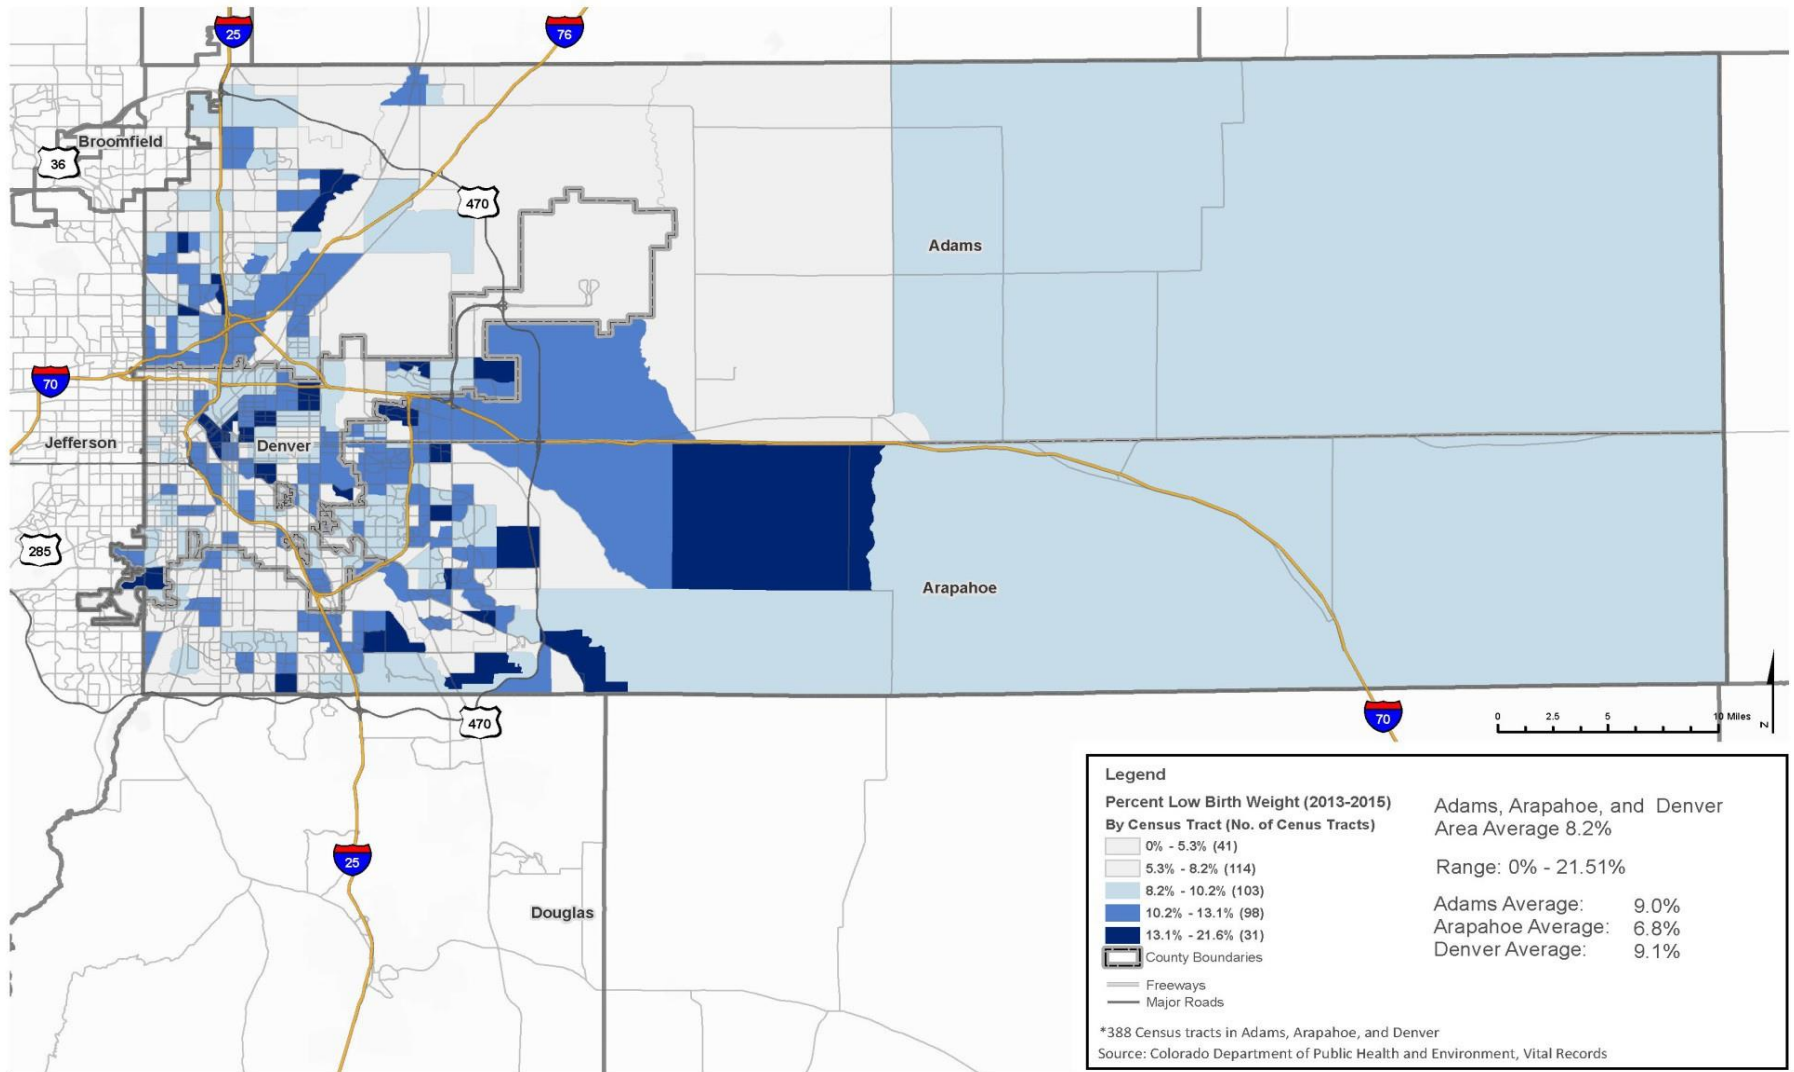 25
76
Broomfield
36
470
Adams
70
Jefferson
Denver
285
Arapahoe
470
70
0 2.5 5 10 Miles
N
25
Douglas
Legend
Percent Low Birth Weight (2013-2015)
By Census Tract (No. of Cenus Tracts)
0% - 5.3% (41)
5.3% - 8.2% (114)
8.2% - 10.2% (103)
10.2% - 13.1% (98)
13.1% - 21.6% (31)
County Boundaries
Freeways
Major Roads
Adams, Arapahoe, and Denver
Area Average 8.2%
Range: 0% - 21.51%
Adams Average: 9.0%
Arapahoe Average: 6.8%
Denver Average: 9.1%
*388 Census tracts in Adams, Arapahoe, and Denver
Source: Colorado Department of Public Health and Environment, Vital Records